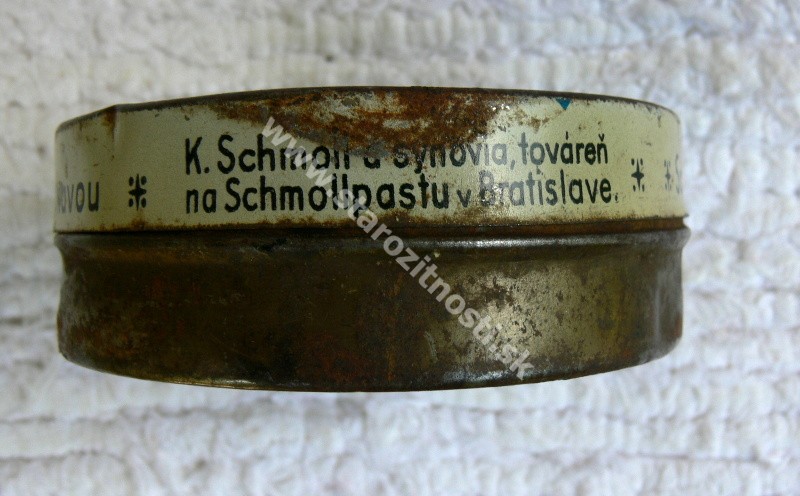 K. Schmoll a synovia, továreň
na Schmollpastu v Bratislave.
www.starozitnosti.sk